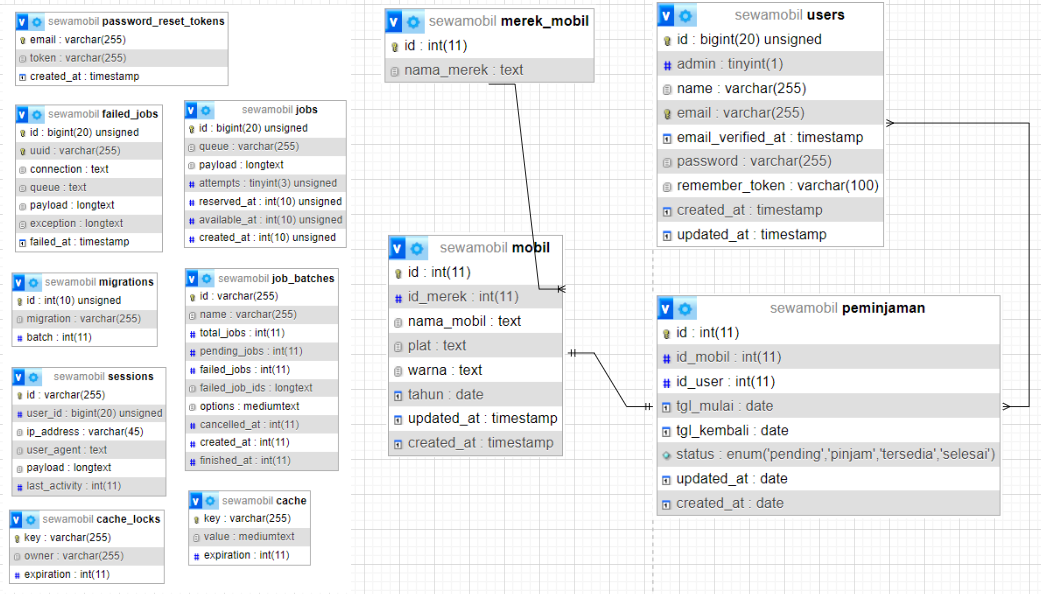 sewamobil password_reset_tokens
email : varchar(255)
token : varchar(255)
created_at : timestamp
sewamobil failed_jobs
id : bigint(20) unsigned
uuid : varchar(255)
connection : text
queue : text
payload : longtext
exception : longtext
failed_at : timestamp
sewamobil jobs
id : bigint(20) unsigned
queue : varchar(255)
payload : longtext
attempts : tinyint(3) unsigned
reserved_at : int(10) unsigned
available_at : int(10) unsigned
created_at : int(10) unsigned
sewamobil migrations
id : int(10) unsigned
migration : varchar(255)
batch : int(11)
sewamobil job_batches
id : varchar(255)
name : varchar(255)
total_jobs : int(11)
pending_jobs : int(11)
failed_jobs : int(11)
failed_job_ids : longtext
options : mediumtext
cancelled_at : int(11)
created_at : int(11)
finished_at : int(11)
sewamobil sessions
id : varchar(255)
user_id : bigint(20) unsigned
ip_address : varchar(45)
user_agent : text
payload : longtext
last_activity : int(11)
sewamobil cache_locks
key : varchar(255)
owner : varchar(255)
expiration : int(11)
sewamobil cache
key : varchar(255)
value : mediumtext
expiration : int(11)
sewamobil merek_mobil
id : int(11)
nama_merek : text
sewamobil mobil
id : int(11)
id_merek : int(11)
nama_mobil : text
plat : text
warna : text
tahun : date
updated_at : timestamp
created_at : timestamp
sewamobil users
id : bigint(20) unsigned
admin : tinyint(1)
name : varchar(255)
email : varchar(255)
email_verified_at : timestamp
password : varchar(255)
remember_token : varchar(100)
created_at : timestamp
updated_at : timestamp
sewamobil peminjaman
id : int(11)
id_mobil : int(11)
id_user : int(11)
tgl_mulai : date
tgl_kembali : date
status : enum('pending','pinjam','tersedia','selesai')
updated_at : date
created_at : date